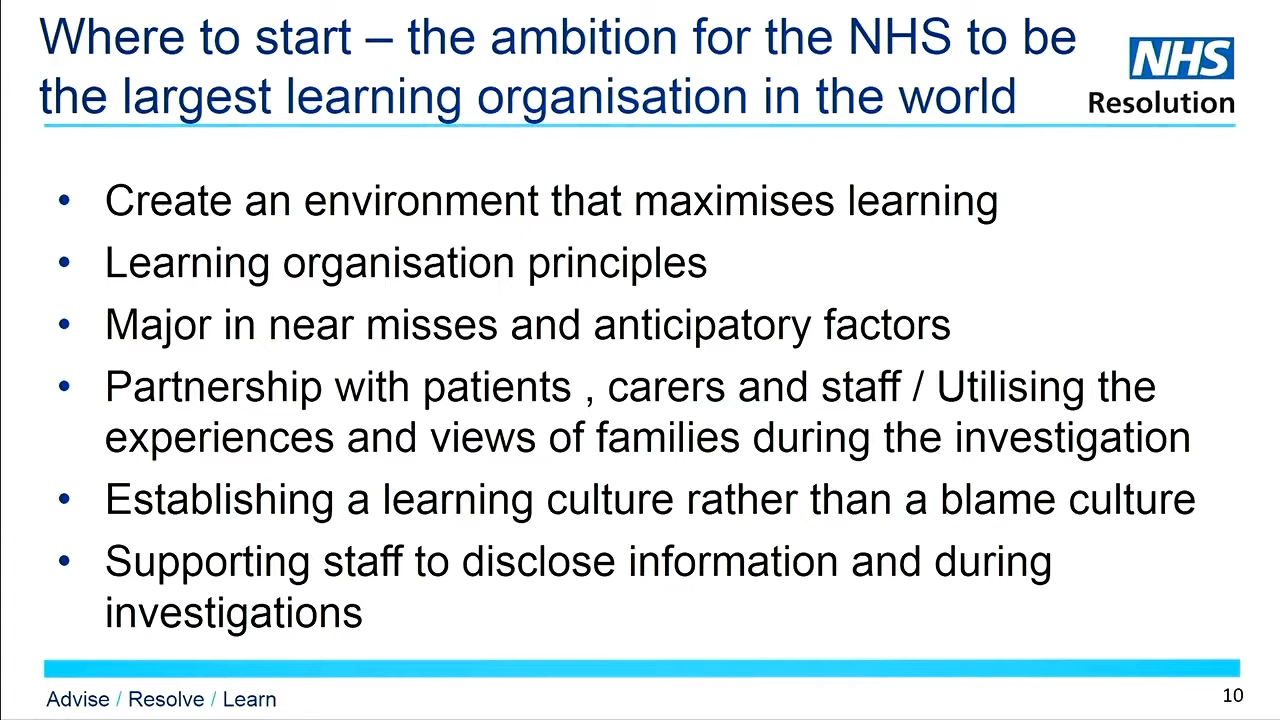 Where to start – the ambition for the NHS to be
the largest learning organisation in the world
NHS
Resolution
• Create an environment that maximises learning
• Learning organisation principles
• Major in near misses and anticipatory factors
• Partnership with patients , carers and staff / Utilising the
experiences and views of families during the investigation
• Establishing a learning culture rather than a blame culture
• Supporting staff to disclose information and during
investigations
Advise / Resolve / Learn
10